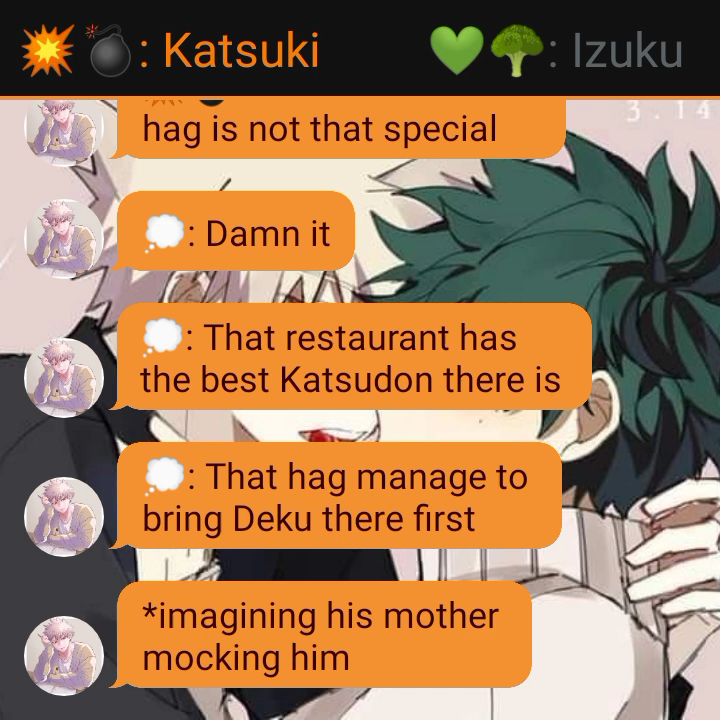 💥💣: Katsuki
💚🥦: Izuku
3.14
hag is not that special
💭: Damn it
💭: That restaurant has
the best Katsudon there is
💭: That hag manage to
bring Deku there first
*imagining his mother
mocking him